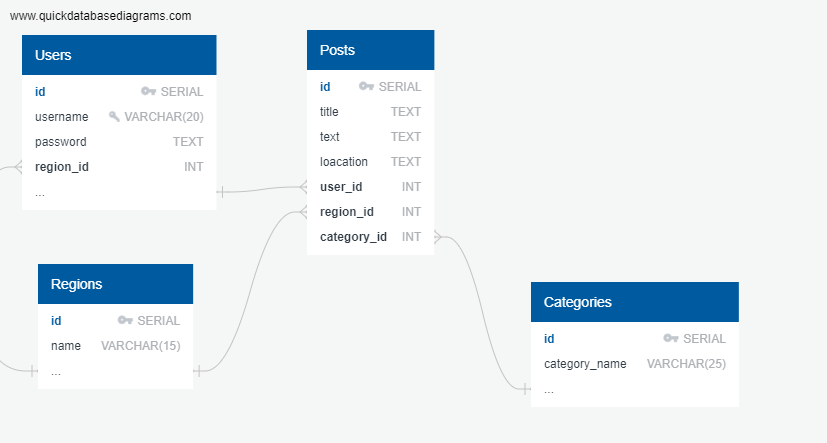 www.quickdatabasediagrams.com
Users
id SERIAL
username VARCHAR(20)
password TEXT
region_id INT
...
Posts
id SERIAL
title TEXT
text TEXT
loacation TEXT
user_id INT
region_id INT
category_id INT
Regions
id SERIAL
name VARCHAR(15)
...
Categories
id SERIAL
category_name VARCHAR(25)
...